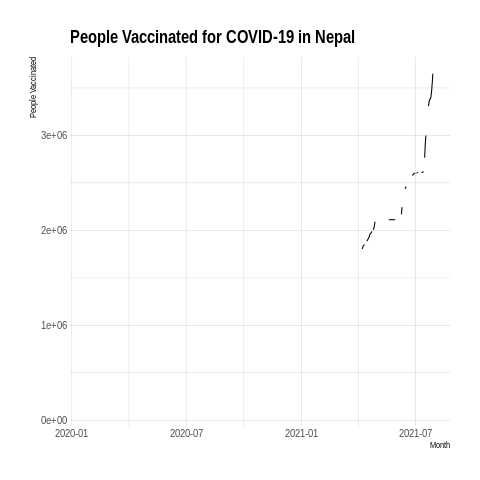 People Vaccinated for COVID-19 in Nepal
People Vaccinated
3e+06
2e+06
1e+06
0e+00
2020-01 2020-07 2021-01 2021-07
Month